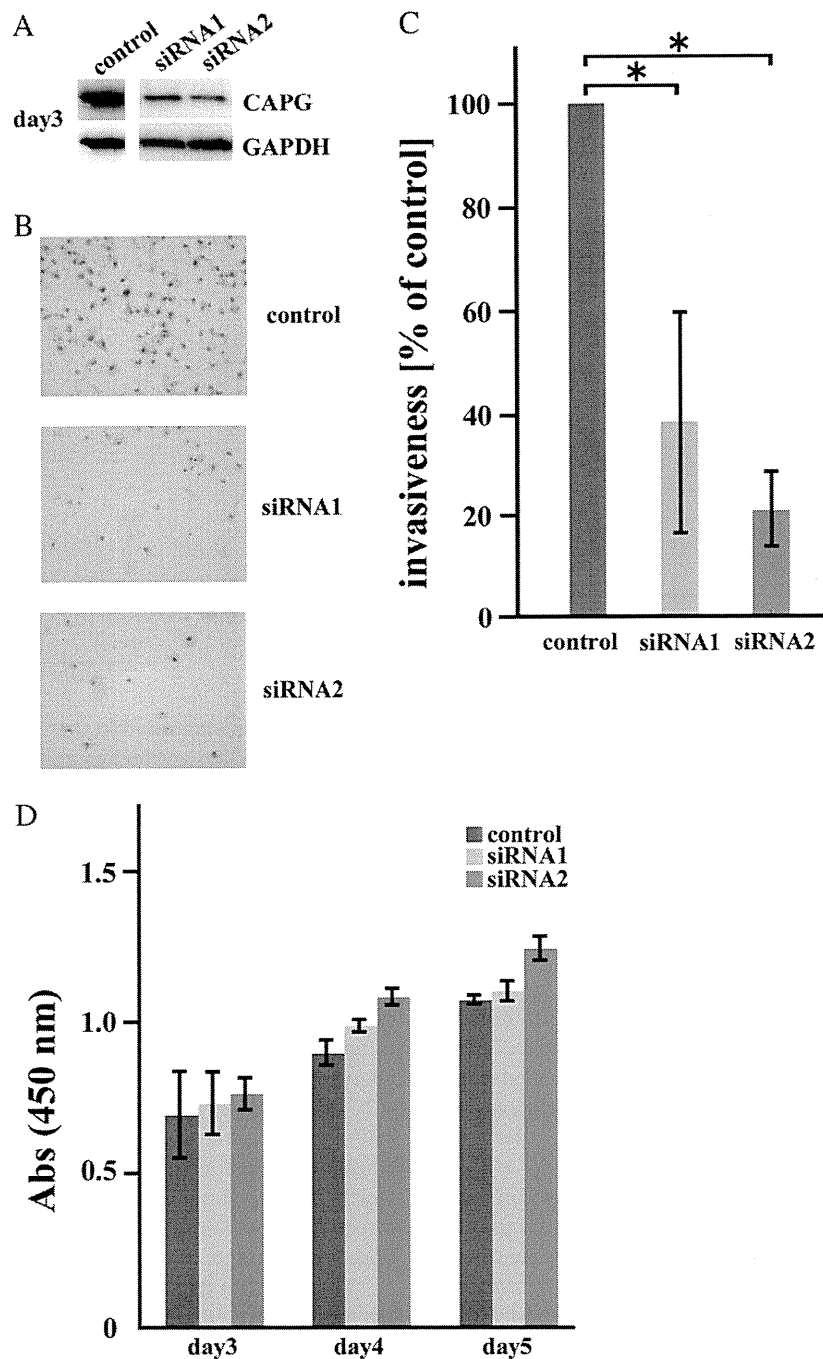 A
control siRNA1 siRNA2
day3
CAPG
GAPDH
B
control
siRNA1
siRNA2
C
* *
invasiveness [% of control]
100
80
60
40
20
0
control siRNA1 siRNA2
D
control
siRNA1
siRNA2
Abs (450 nm)
1.5
1.0
0.5
0
day3 day4 day5